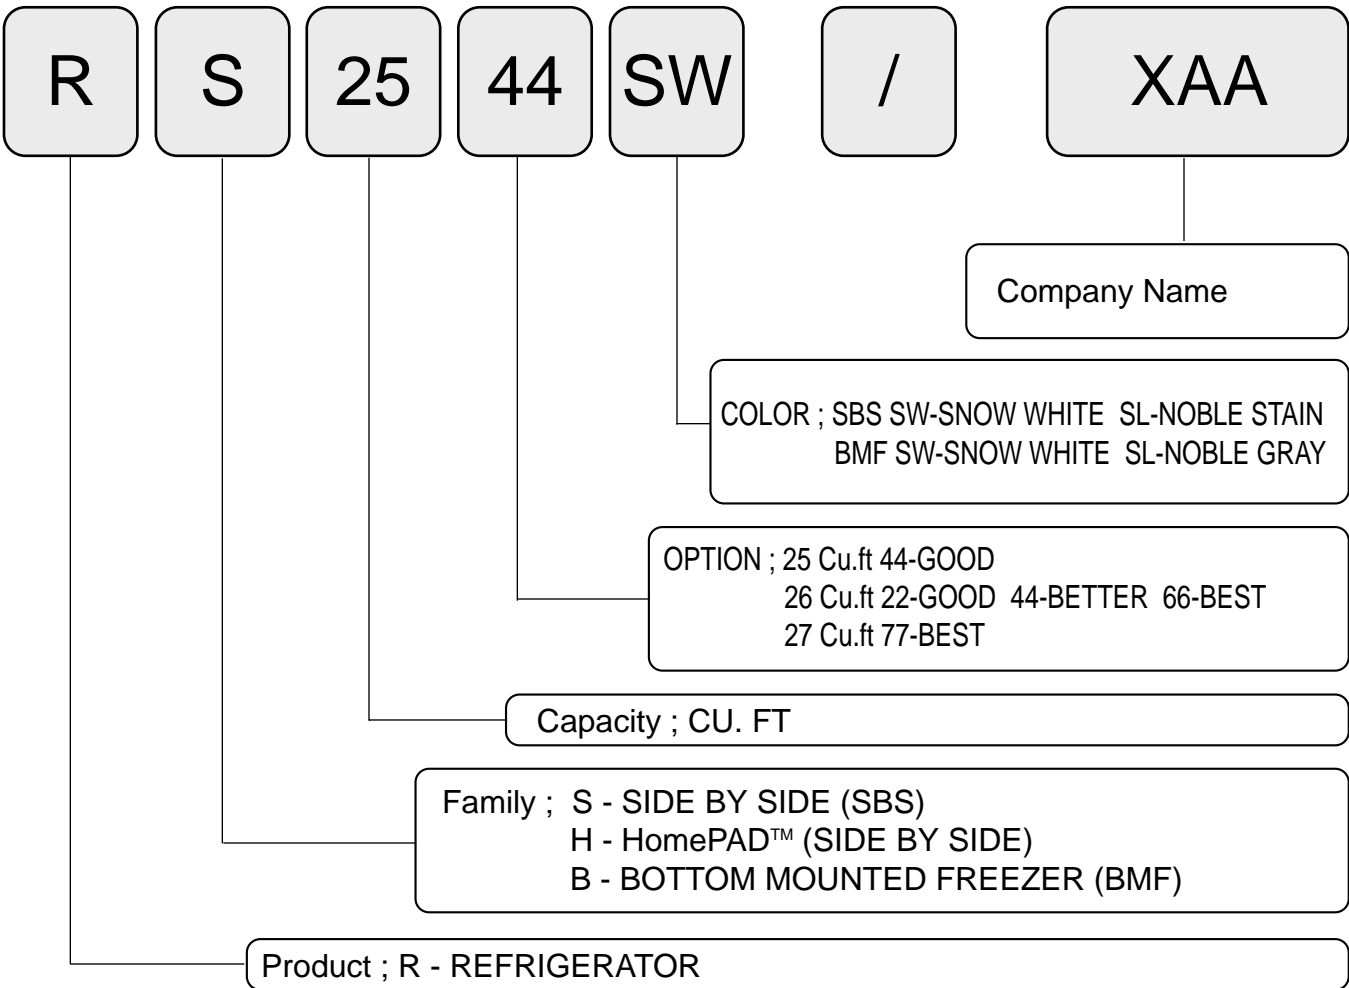 R S 25 44 SW / XAA
Company Name
COLOR ; SBS SW-SNOW WHITE SL-NOBLE STAIN
BMF SW-SNOW WHITE SL-NOBLE GRAY
OPTION ; 25 Cu.ft 44-GOOD
26 Cu.ft 22-GOOD 44-BETTER 66-BEST
27 Cu.ft 77-BEST
Capacity ; CU. FT
Family ; S - SIDE BY SIDE (SBS)
H - HomePAD™ (SIDE BY SIDE)
B - BOTTOM MOUNTED FREEZER (BMF)
Product ; R - REFRIGERATOR